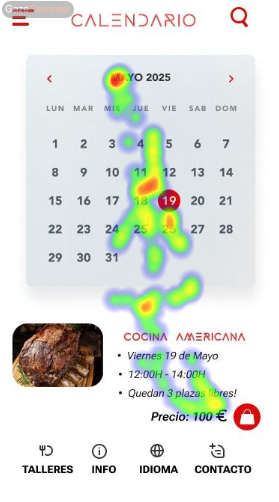 GazeRecorder
CALENDARIO
MAYO 2025
LUN MAR MIE JUE VIE SAB DOM
1 2 3 4 5 6 7
8 9 10 11 12 13 14
15 16 17 18 19 20 21
22 23 24 25 26 27 28
29 30 31
COCINA AMERICANA
• Viernes 19 de Mayo
• 12:00H - 14:00H
• Quedan 3 plazas libres!
Precio: 100 €
TALLERES INFO IDIOMA CONTACTO